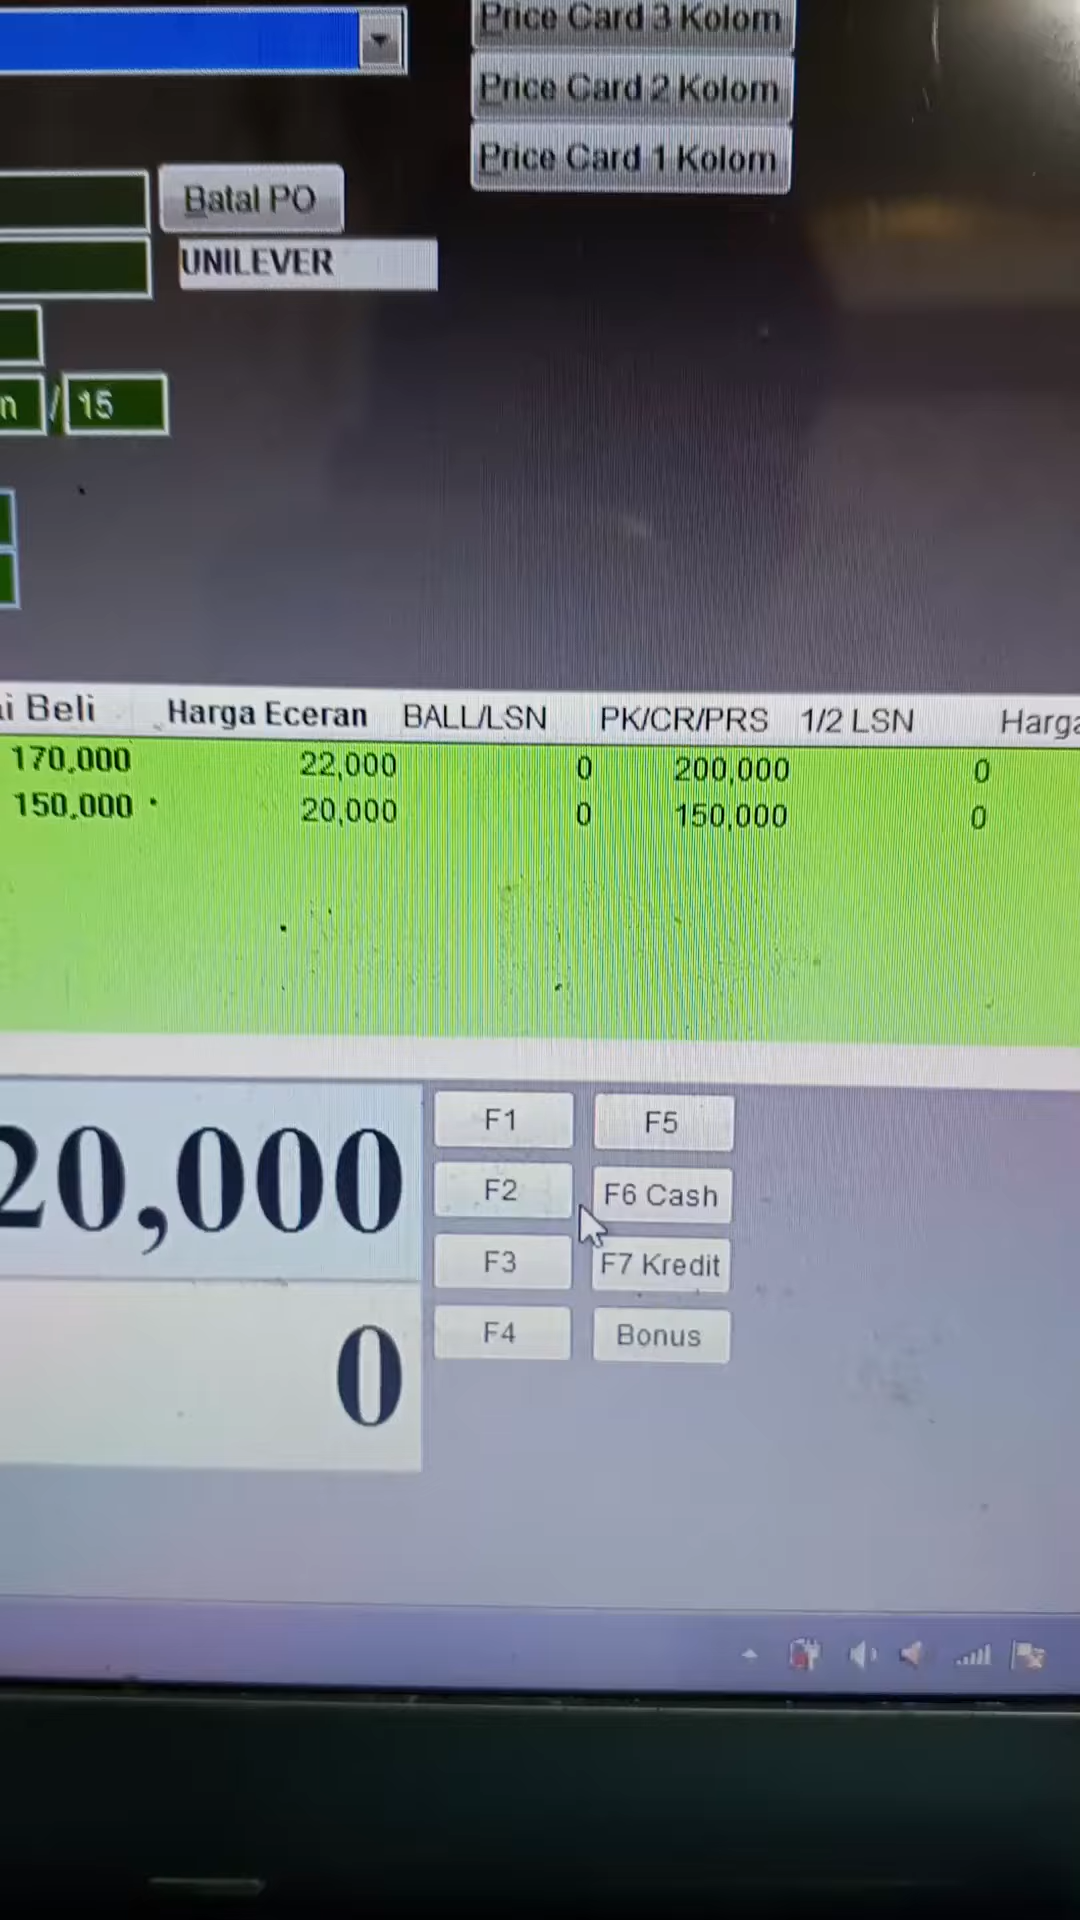 Price Card 3 Kolom
Price Card 2 Kolom
Price Card 1 Kolom
Batal PO
UNILEVER
n / 15
i Beli Harga Eceran BALL/LSN PK/CR/PRS 1/2 LSN Harga
170,000 22,000 0 200,000 0
150,000 20,000 0 150,000 0
20,000
0
F1 F5
F2 F6 Cash
F3 F7 Kredit
F4 Bonus